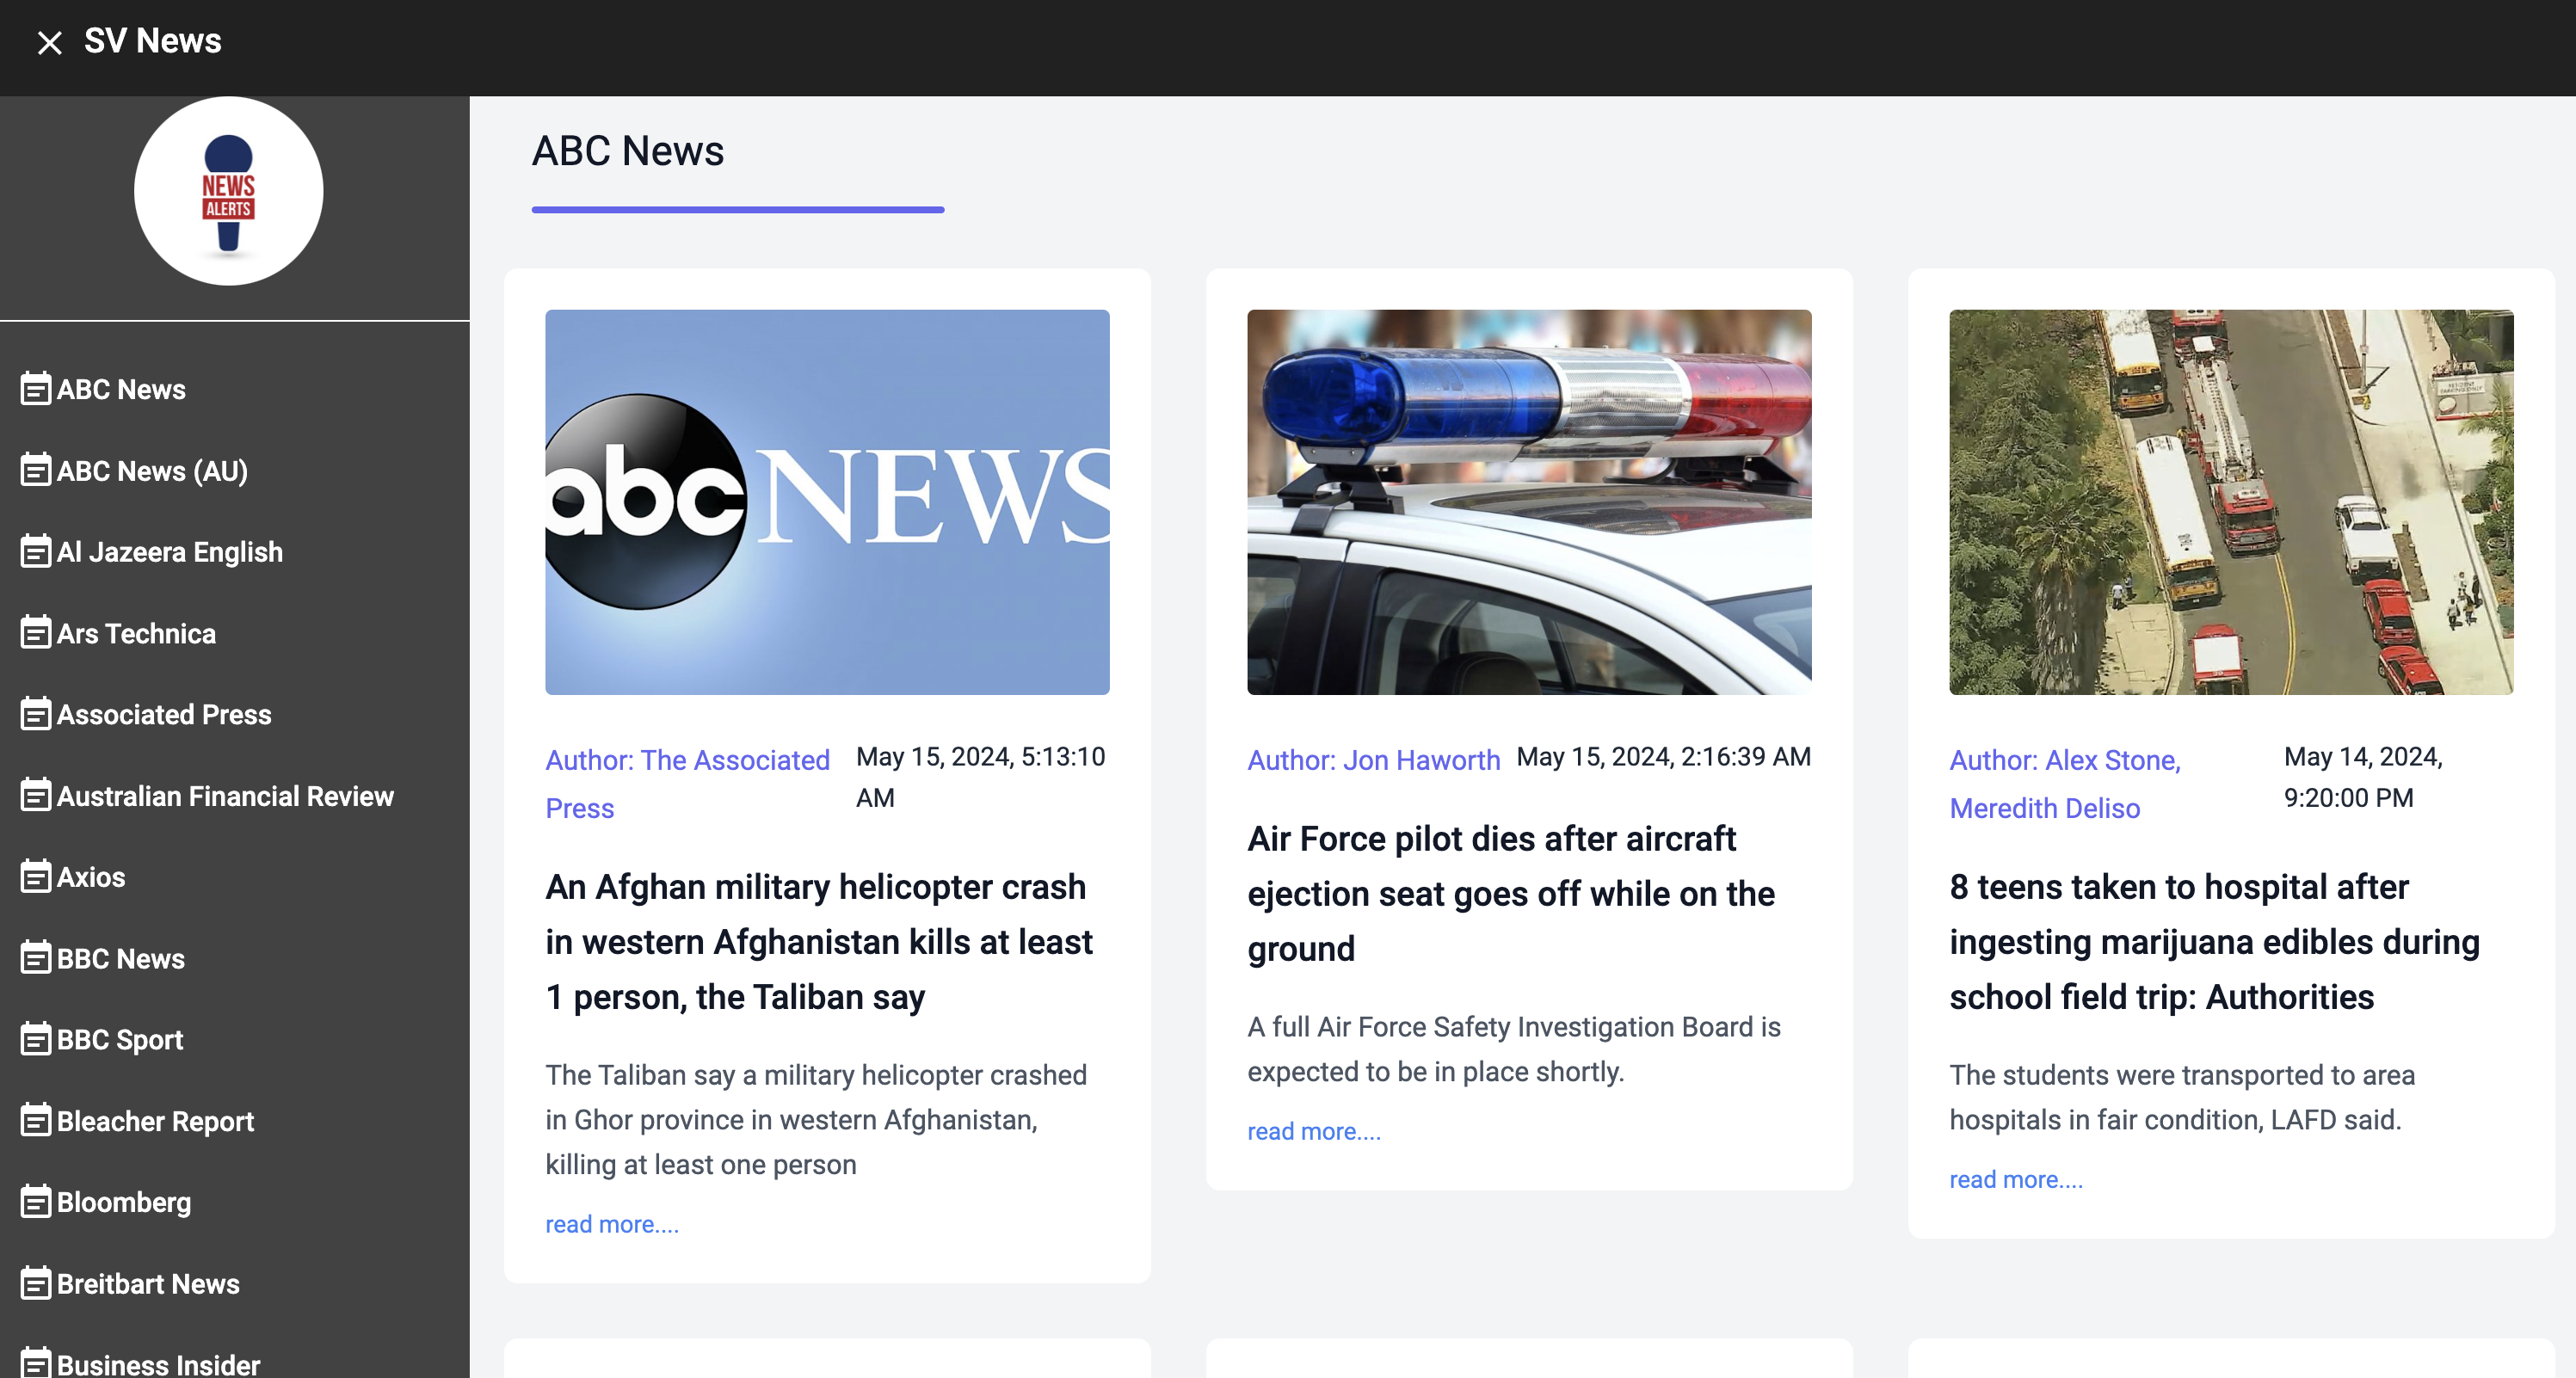 SV News
NEWS
ALERTS
ABC News
ABC News (AU)
Al Jazeera English
Ars Technica
Associated Press
Australian Financial Review
Axios
BBC News
BBC Sport
Bleacher Report
Bloomberg
Breitbart News
Business Insider
ABC News
abc NEWS
Author: The Associated
Press
May 15, 2024, 5:13:10
AM
An Afghan military helicopter crash
in western Afghanistan kills at least
1 person, the Taliban say
The Taliban say a military helicopter crashed
in Ghor province in western Afghanistan,
killing at least one person
read more....
Author: Jon Haworth
May 15, 2024, 2:16:39 AM
Air Force pilot dies after aircraft
ejection seat goes off while on the
ground
A full Air Force Safety Investigation Board is
expected to be in place shortly.
read more....
Author: Alex Stone,
Meredith Deliso
May 14, 2024,
9:20:00 PM
8 teens taken to hospital after
ingesting marijuana edibles during
school field trip: Authorities
The students were transported to area
hospitals in fair condition, LAFD said.
read more....